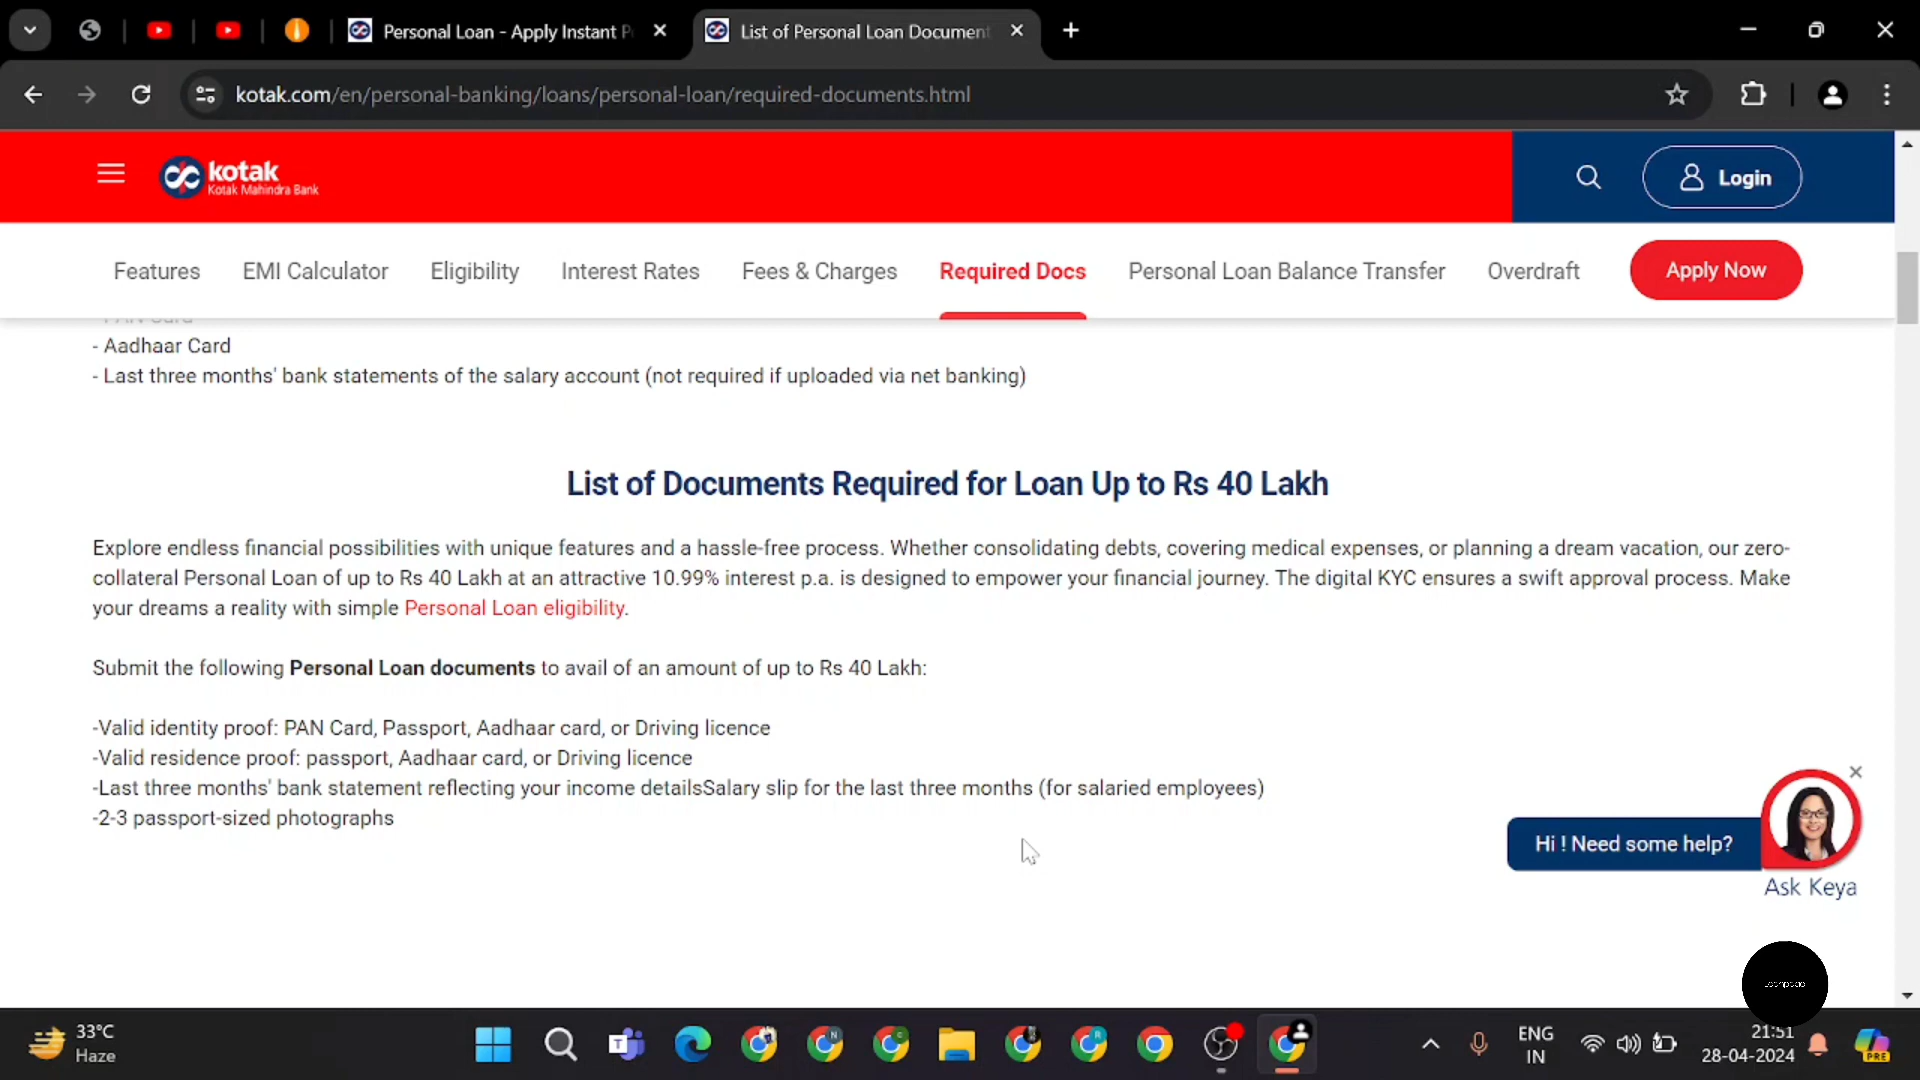 Personal Loan - Apply Instant P
List of Personal Loan Document
kotak.com/en/personal-banking/loans/personal-loan/required-documents.html
kotak
Kotak Mahindra Bank
Login
Features
EMI Calculator
Eligibility
Interest Rates
Fees & Charges
Required Docs
Personal Loan Balance Transfer
Overdraft
Apply Now
- PAN Card
- Aadhaar Card
- Last three months' bank statements of the salary account (not required if uploaded via net banking)
List of Documents Required for Loan Up to Rs 40 Lakh
Explore endless financial possibilities with unique features and a hassle-free process. Whether consolidating debts, covering medical expenses, or planning a dream vacation, our zero-
collateral Personal Loan of up to Rs 40 Lakh at an attractive 10.99% interest p.a. is designed to empower your financial journey. The digital KYC ensures a swift approval process. Make
your dreams a reality with simple Personal Loan eligibility.
Submit the following Personal Loan documents to avail of an amount of up to Rs 40 Lakh:
-Valid identity proof: PAN Card, Passport, Aadhaar card, or Driving licence
-Valid residence proof: passport, Aadhaar card, or Driving licence
-Last three months' bank statement reflecting your income detailsSalary slip for the last three months (for salaried employees)
-2-3 passport-sized photographs
Hi ! Need some help?
Ask Keya
33°C
Haze
ENG
IN
21:51
28-04-2024
PRE